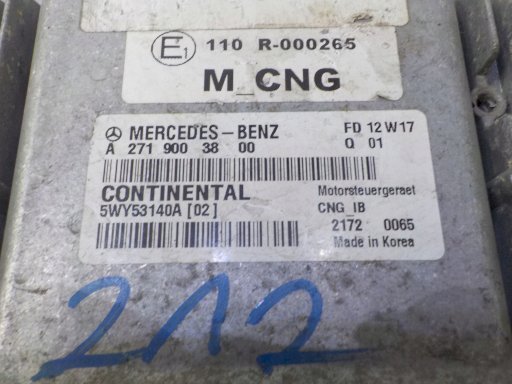 E1 110 R-000265
M_CNG
MERCEDES-BENZ FD 12 W17
A 271 900 38 00 Q 01
CONTINENTAL Motorsteuergeraet
5WY53140A [02] CNG_IB
2172 0065
Made in Korea
212